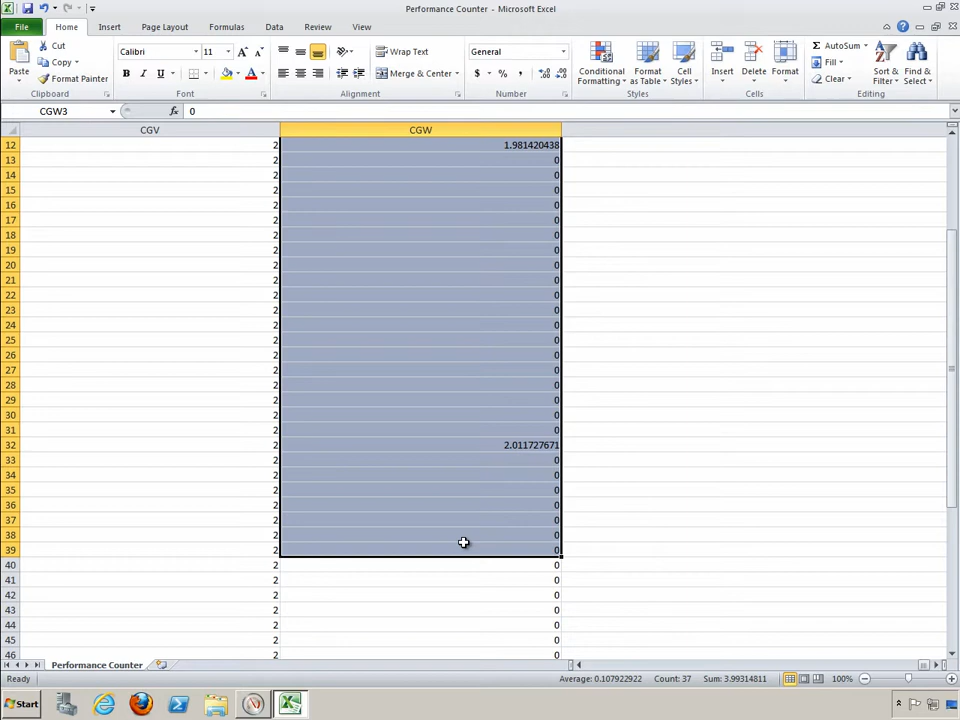 Performance Counter - Microsoft Excel
File Home Insert Page Layout Formulas Data Review View
Cut
Copy
Format Painter
Paste
Clipboard
Calibri 11
B I U
Font
Wrap Text
Merge & Center
Alignment
General
$ % ,
Number
Conditional Formatting
Format as Table
Cell Styles
Styles
Insert Delete Format
Cells
AutoSum
Fill
Clear
Sort & Filter
Find & Select
Editing
CGW3 fx 0
CGV CGW
12 2 1.981420438
13 2 0
14 2 0
15 2 0
16 2 0
17 2 0
18 2 0
19 2 0
20 2 0
21 2 0
22 2 0
23 2 0
24 2 0
25 2 0
26 2 0
27 2 0
28 2 0
29 2 0
30 2 0
31 2 0
32 2 2.011727671
33 2 0
34 2 0
35 2 0
36 2 0
37 2 0
38 2 0
39 2 0
40 2 0
41 2 0
42 2 0
43 2 0
44 2 0
45 2 0
46 2 0
Performance Counter
Ready Average: 0.107922922 Count: 37 Sum: 3.99314811 100%
Start